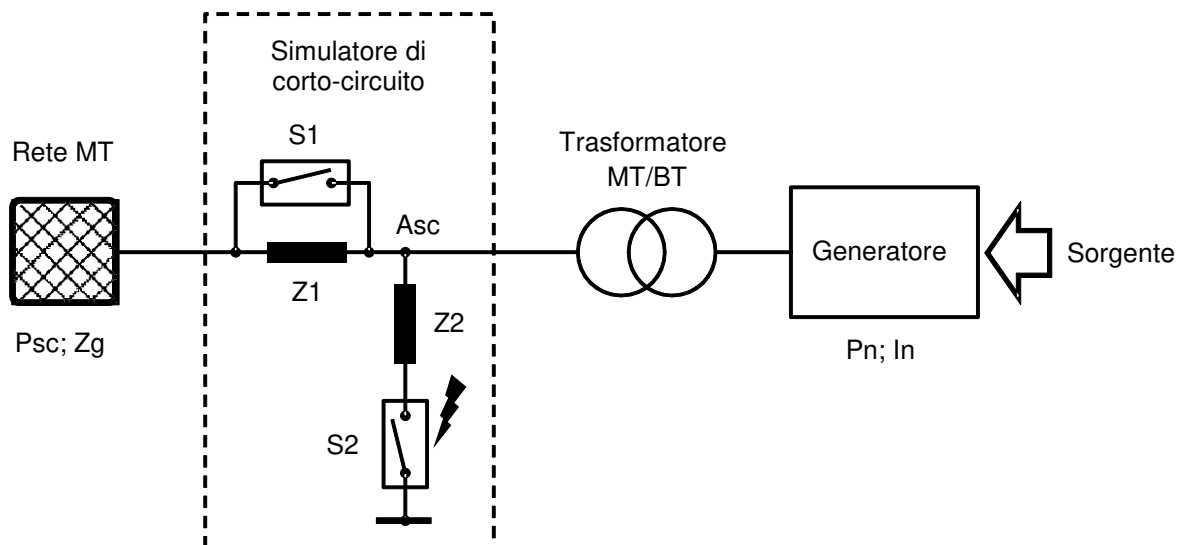 Simulatore di
corto-circuito
S1
Rete MT
Trasformatore
MT/BT
Asc
Generatore
Sorgente
Z1
Z2
Psc; Zg
Pn; In
S2